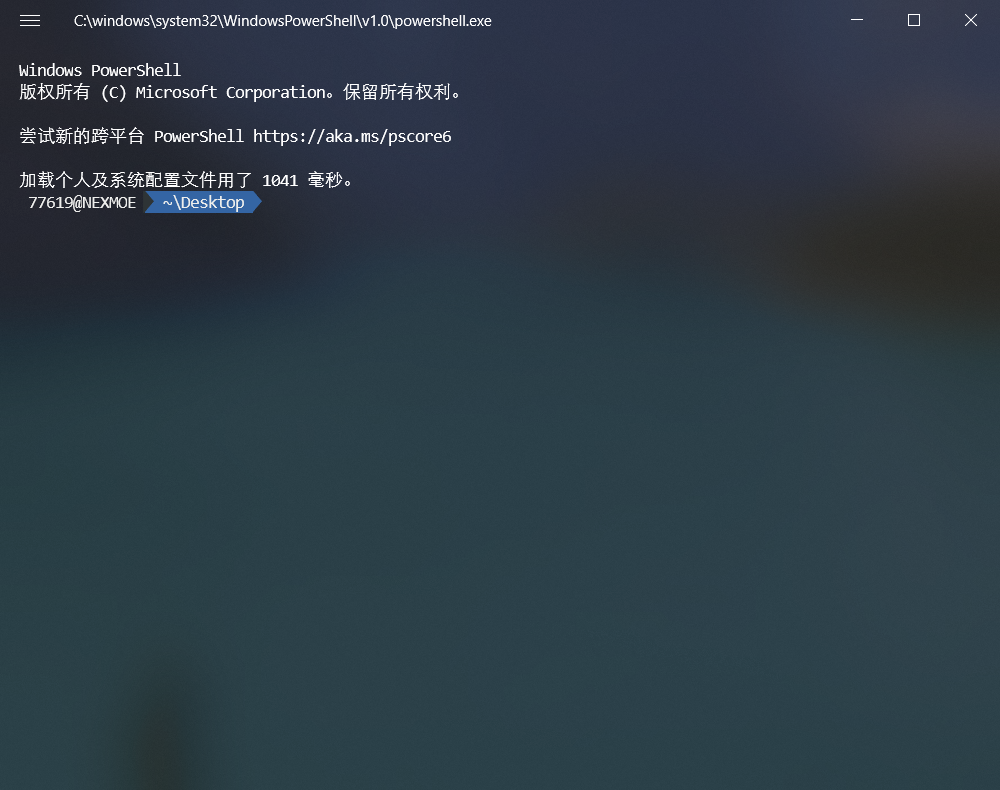 C:\windows\system32\WindowsPowerShell\v1.0\powershell.exe
Windows PowerShell
版权所有 (C) Microsoft Corporation。保留所有权利。
尝试新的跨平台 PowerShell https://aka.ms/pscore6
加载个人及系统配置文件用了 1041 毫秒。
77619@NEXMOE ~\Desktop